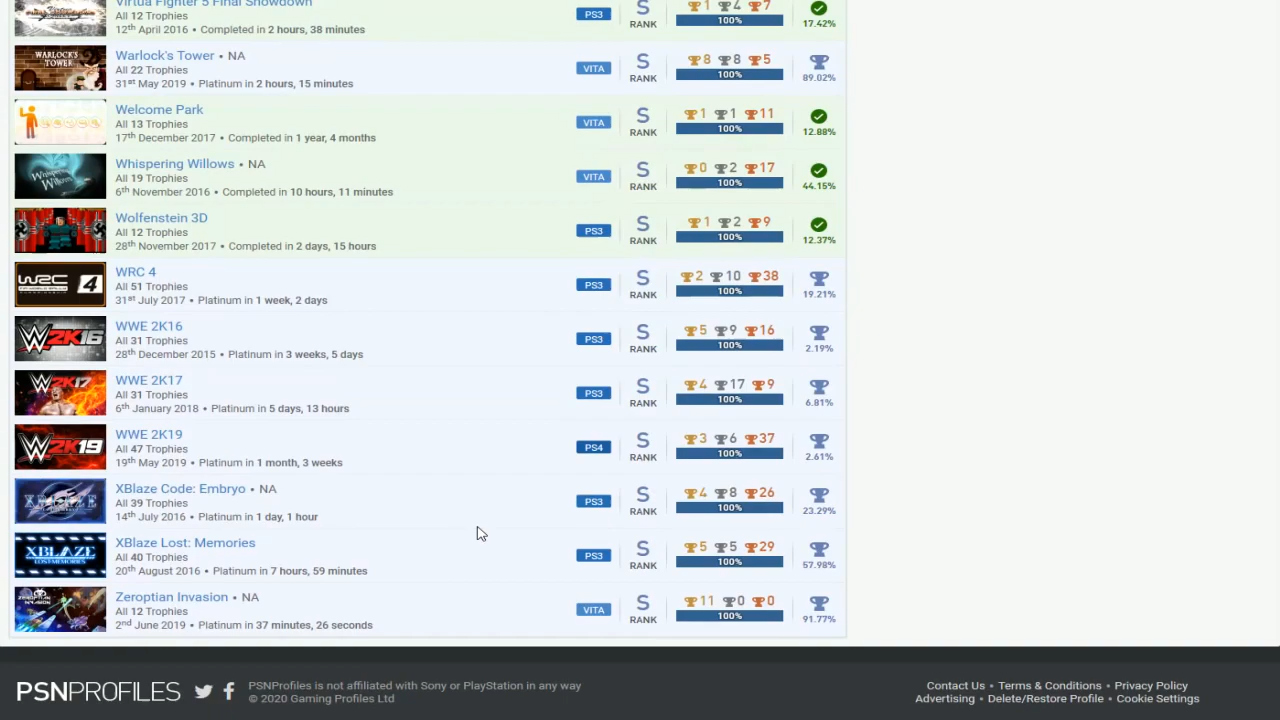 Virtua Fighter 5 Final Showdown
All 12 Trophies
12th April 2016 • Completed in 2 hours, 38 minutes
PS3
S
RANK
1 4 7
100%
17.42%
WARLOCK'S
TOWER
Warlock's Tower • NA
All 22 Trophies
31st May 2019 • Platinum in 2 hours, 15 minutes
VITA
S
RANK
8 8 5
100%
89.02%
Welcome Park
All 13 Trophies
17th December 2017 • Completed in 1 year, 4 months
VITA
S
RANK
1 1 11
100%
12.88%
Whispering Willows
Whispering Willows • NA
All 19 Trophies
6th November 2016 • Completed in 10 hours, 11 minutes
VITA
S
RANK
0 2 17
100%
44.15%
Wolfenstein 3D
All 12 Trophies
28th November 2017 • Completed in 2 days, 15 hours
PS3
S
RANK
1 2 9
100%
12.37%
WRC 4
WRC 4
All 51 Trophies
31st July 2017 • Platinum in 1 week, 2 days
PS3
S
RANK
2 10 38
100%
19.21%
W 2K16
WWE 2K16
All 31 Trophies
28th December 2015 • Platinum in 3 weeks, 5 days
PS3
S
RANK
5 9 16
100%
2.19%
W 2K17
WWE 2K17
All 31 Trophies
6th January 2018 • Platinum in 5 days, 13 hours
PS3
S
RANK
4 17 9
100%
6.81%
W 2K19
WWE 2K19
All 47 Trophies
19th May 2019 • Platinum in 1 month, 3 weeks
PS4
S
RANK
3 6 37
100%
2.61%
XBLAZE
XBlaze Code: Embryo • NA
All 39 Trophies
14th July 2016 • Platinum in 1 day, 1 hour
PS3
S
RANK
4 8 26
100%
23.29%
XBLAZE
LOST:MEMORIES
XBlaze Lost: Memories
All 40 Trophies
20th August 2016 • Platinum in 7 hours, 59 minutes
PS3
S
RANK
5 5 29
100%
57.98%
ZEROPTIAN
INVASION
Zeroptian Invasion • NA
All 12 Trophies
2nd June 2019 • Platinum in 37 minutes, 26 seconds
VITA
S
RANK
11 0 0
100%
91.77%
PSNPROFILES
PSNProfiles is not affiliated with Sony or PlayStation in any way
© 2020 Gaming Profiles Ltd
Contact Us • Terms & Conditions • Privacy Policy
Advertising • Delete/Restore Profile • Cookie Settings